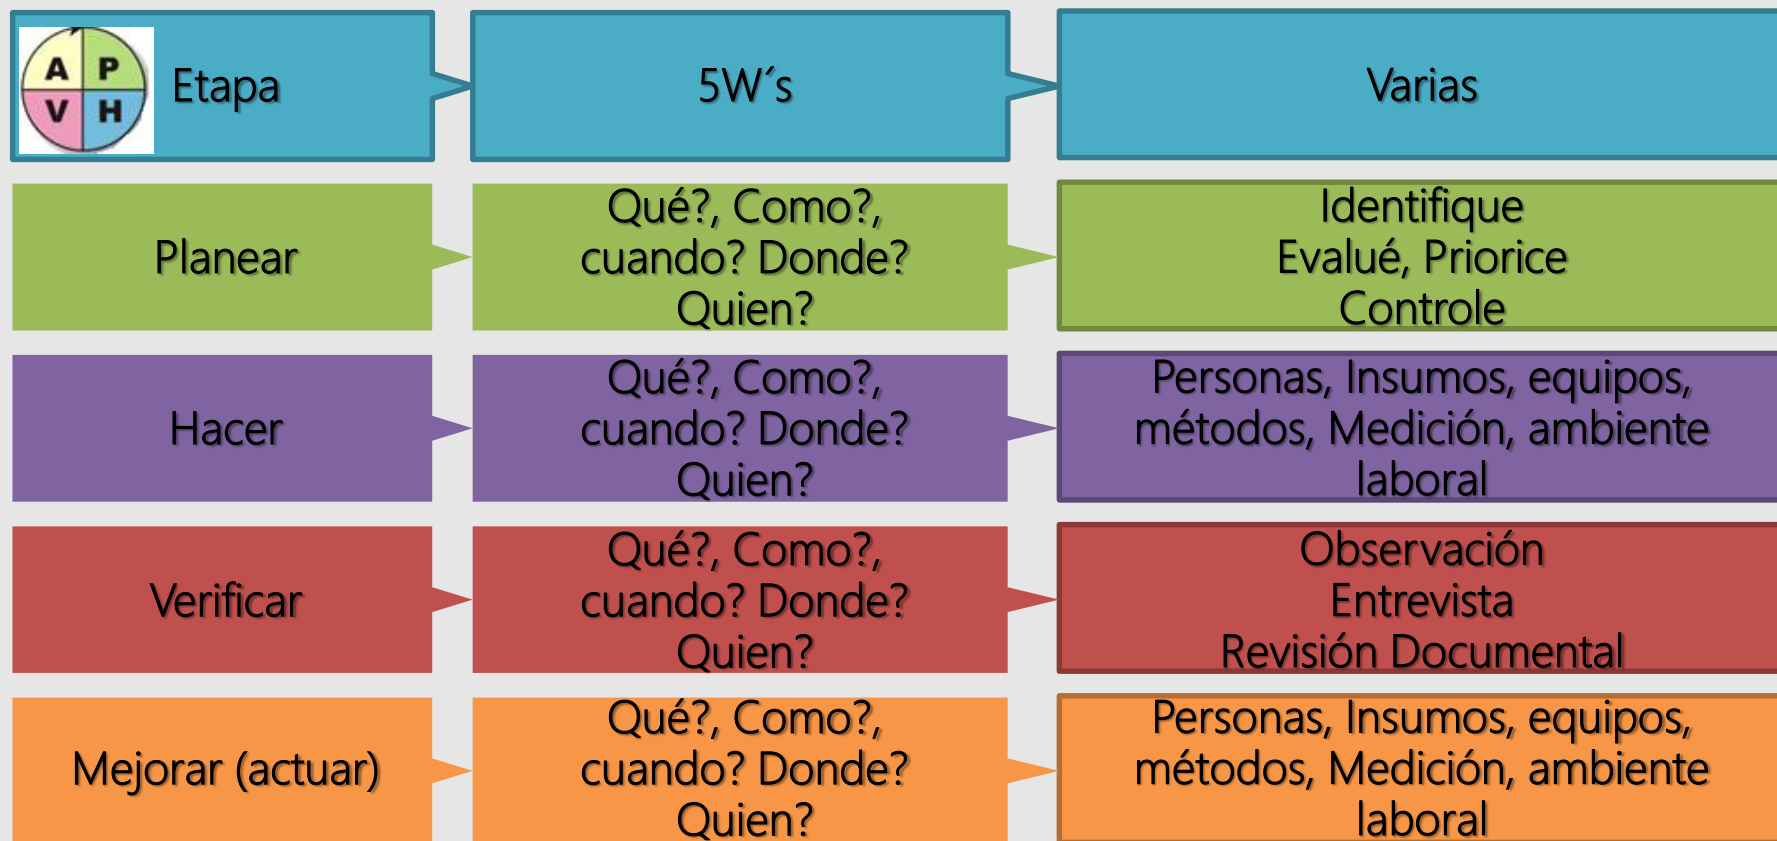 A P
V H
Etapa
5W´s
Varias
Planear
Qué?, Como?,
cuando? Donde?
Quien?
Identifique
Evalué, Priorice
Controle
Hacer
Qué?, Como?,
cuando? Donde?
Quien?
Personas, Insumos, equipos,
métodos, Medición, ambiente
laboral
Verificar
Qué?, Como?,
cuando? Donde?
Quien?
Observación
Entrevista
Revisión Documental
Mejorar (actuar)
Qué?, Como?,
cuando? Donde?
Quien?
Personas, Insumos, equipos,
métodos, Medición, ambiente
laboral